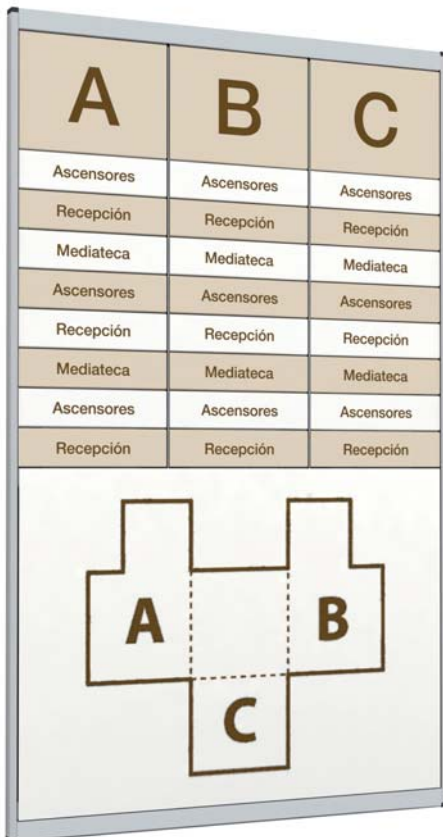 A B C
Ascensores Ascensores Ascensores
Recepción Recepción Recepción
Mediateca Mediateca Mediateca
Ascensores Ascensores Ascensores
Recepción Recepción Recepción
Mediateca Mediateca Mediateca
Ascensores Ascensores Ascensores
Recepción Recepción Recepción
A B
C